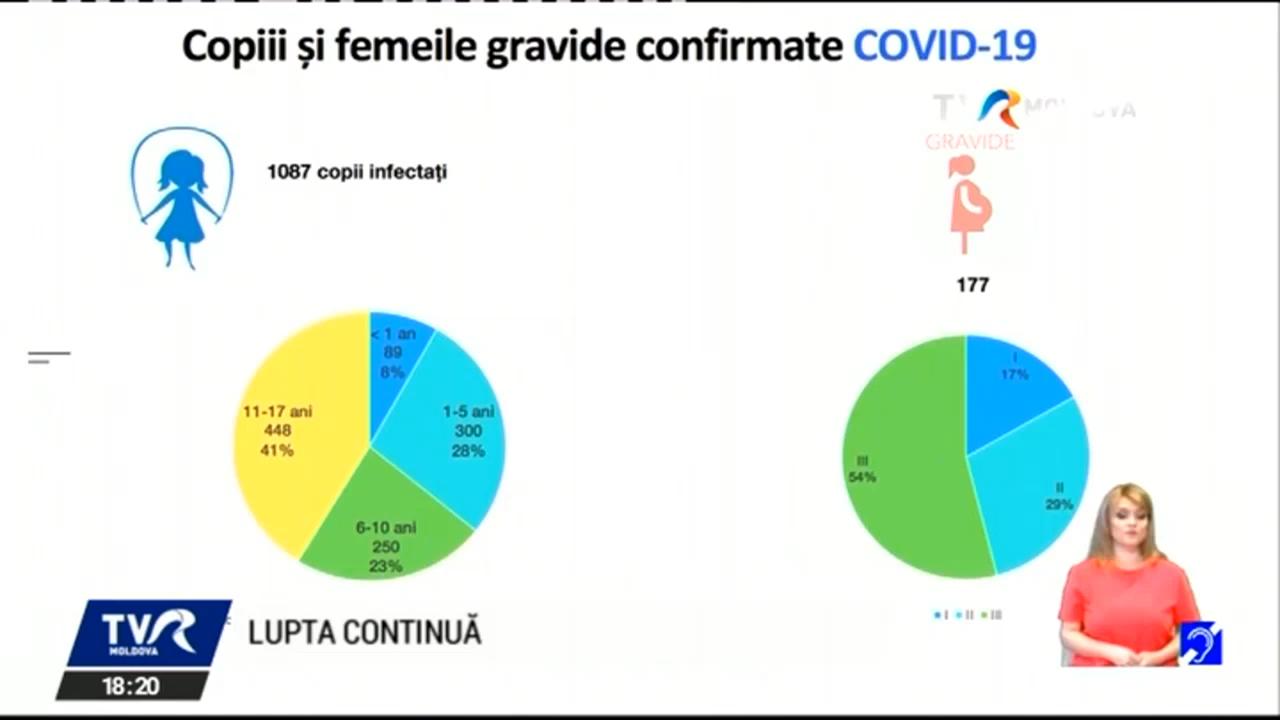 Copiii și femeile gravide confirmate COVID-19
GRAVIDE
1087 copii infectați
177
< 1 an
89
8%
1-5 ani
300
28%
6-10 ani
250
23%
11-17 ani
448
41%
I
17%
II
29%
III
54%
I II III
TVR
MOLDOVA
18:20
LUPTA CONTINUĂ